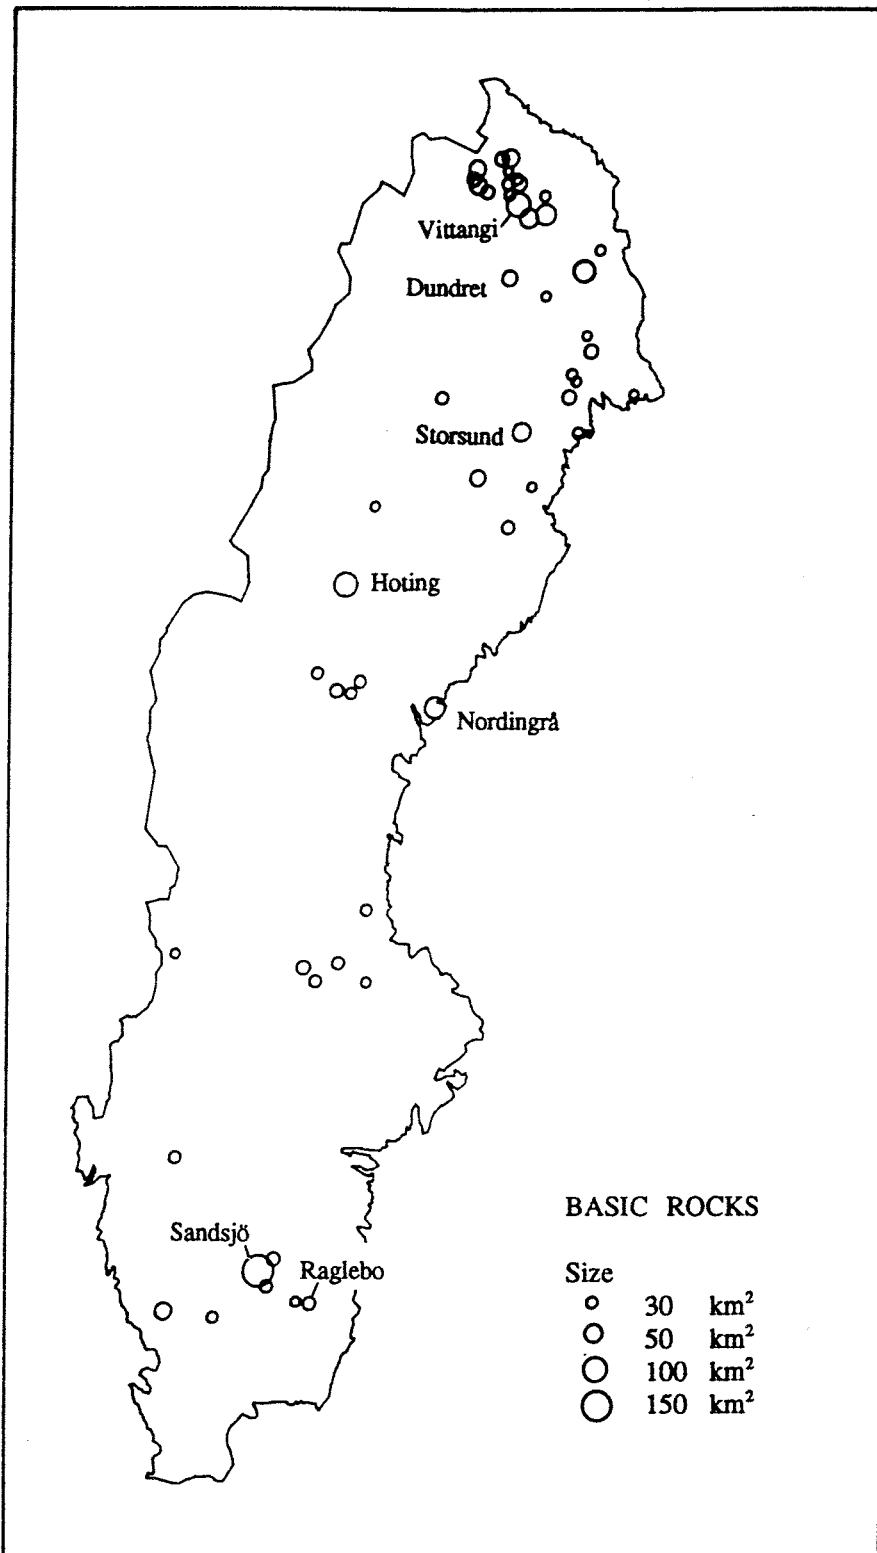 Vittangi
Dundret
Storsund
Hoting
Nordingrå
Sandsjö
Raglebo
BASIC ROCKS
Size
30 km²
50 km²
100 km²
150 km²